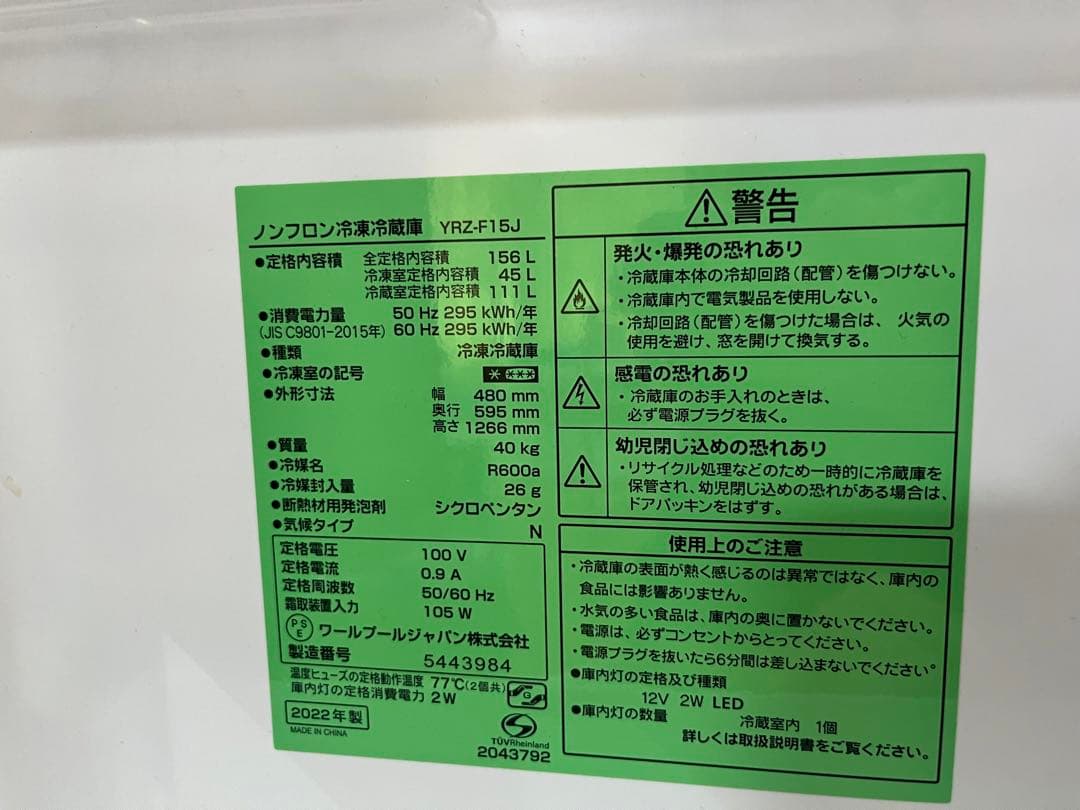 ノンフロン冷凍冷蔵庫 YRZ-F15J
●定格内容積 全定格内容積 156 L
冷凍室定格内容積 45 L
冷蔵室定格内容積 111 L
●消費電力量 50 Hz 295 kWh/年
(JIS C9801-2015年) 60 Hz 295 kWh/年
●種類 冷凍冷蔵庫
●冷凍室の記号
●外形寸法 幅 480 mm
奥行 595 mm
高さ 1266 mm
●質量 40 kg
●冷媒名 R600a
●冷媒封入量 26 g
●断熱材用発泡剤 シクロペンタン
●気候タイプ N
定格電圧 100 V
定格電流 0.9 A
定格周波数 50/60 Hz
霜取装置入力 105 W
PSE ワールプールジャパン株式会社
製造番号 5443984
温度ヒューズの定格動作温度 77℃(2個共)
庫内灯の定格消費電力 2W
G
2022年製
MADE IN CHINA
TÜVRheinland
2043792
⚠警告
発火・爆発の恐れあり
・冷蔵庫本体の冷却回路(配管)を傷つけない。
・冷蔵庫内で電気製品を使用しない。
・冷却回路(配管)を傷つけた場合は、火気の
使用を避け、窓を開けて換気する。
感電の恐れあり
・冷蔵庫のお手入れのときは、
必ず電源プラグを抜く。
幼児閉じ込めの恐れあり
・リサイクル処理などのため一時的に冷蔵庫を
保管され、幼児閉じ込めの恐れがある場合は、
ドアパッキンをはずす。
使用上のご注意
・冷蔵庫の表面が熱く感じるのは異常ではなく、庫内の
食品には影響ありません。
・水気の多い食品は、庫内の奥に置かないでください。
・電源は、必ずコンセントからとってください。
・電源プラグを抜いたら6分間は差し込まないでください。
●庫内灯の定格及び種類
12V 2W LED
●庫内灯の数量 冷蔵室内 1個
詳しくは取扱説明書をご覧ください。